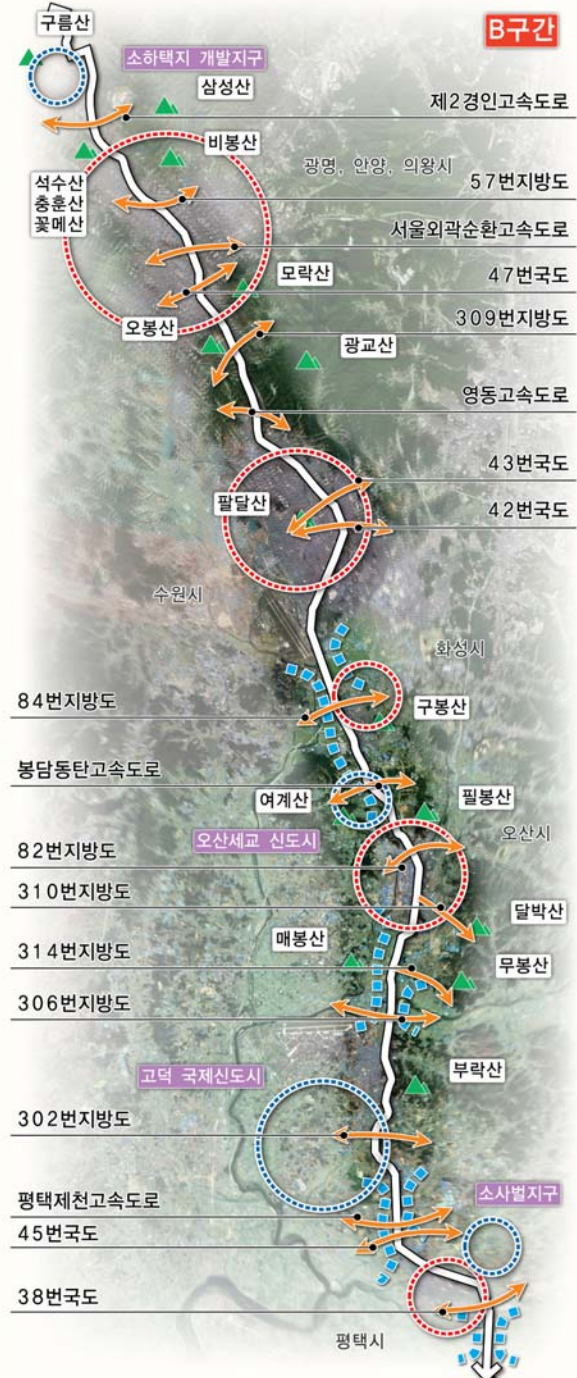 구름산
B구간
소하택지 개발지구
삼성산
제2경인고속도로
비봉산
광명, 안양, 의왕시
석수산
충훈산
꽃메산
57번지방도
서울외곽순환고속도로
모락산
47번국도
오봉산
309번지방도
광교산
영동고속도로
43번국도
팔달산
42번국도
수원시
화성시
84번지방도
구봉산
봉담동탄고속도로
여계산
필봉산
오산세교 신도시
오산시
82번지방도
310번지방도
달박산
매봉산
314번지방도
무봉산
306번지방도
고덕 국제신도시
부락산
302번지방도
소사벌지구
평택제천고속도로
45번국도
38번국도
평택시